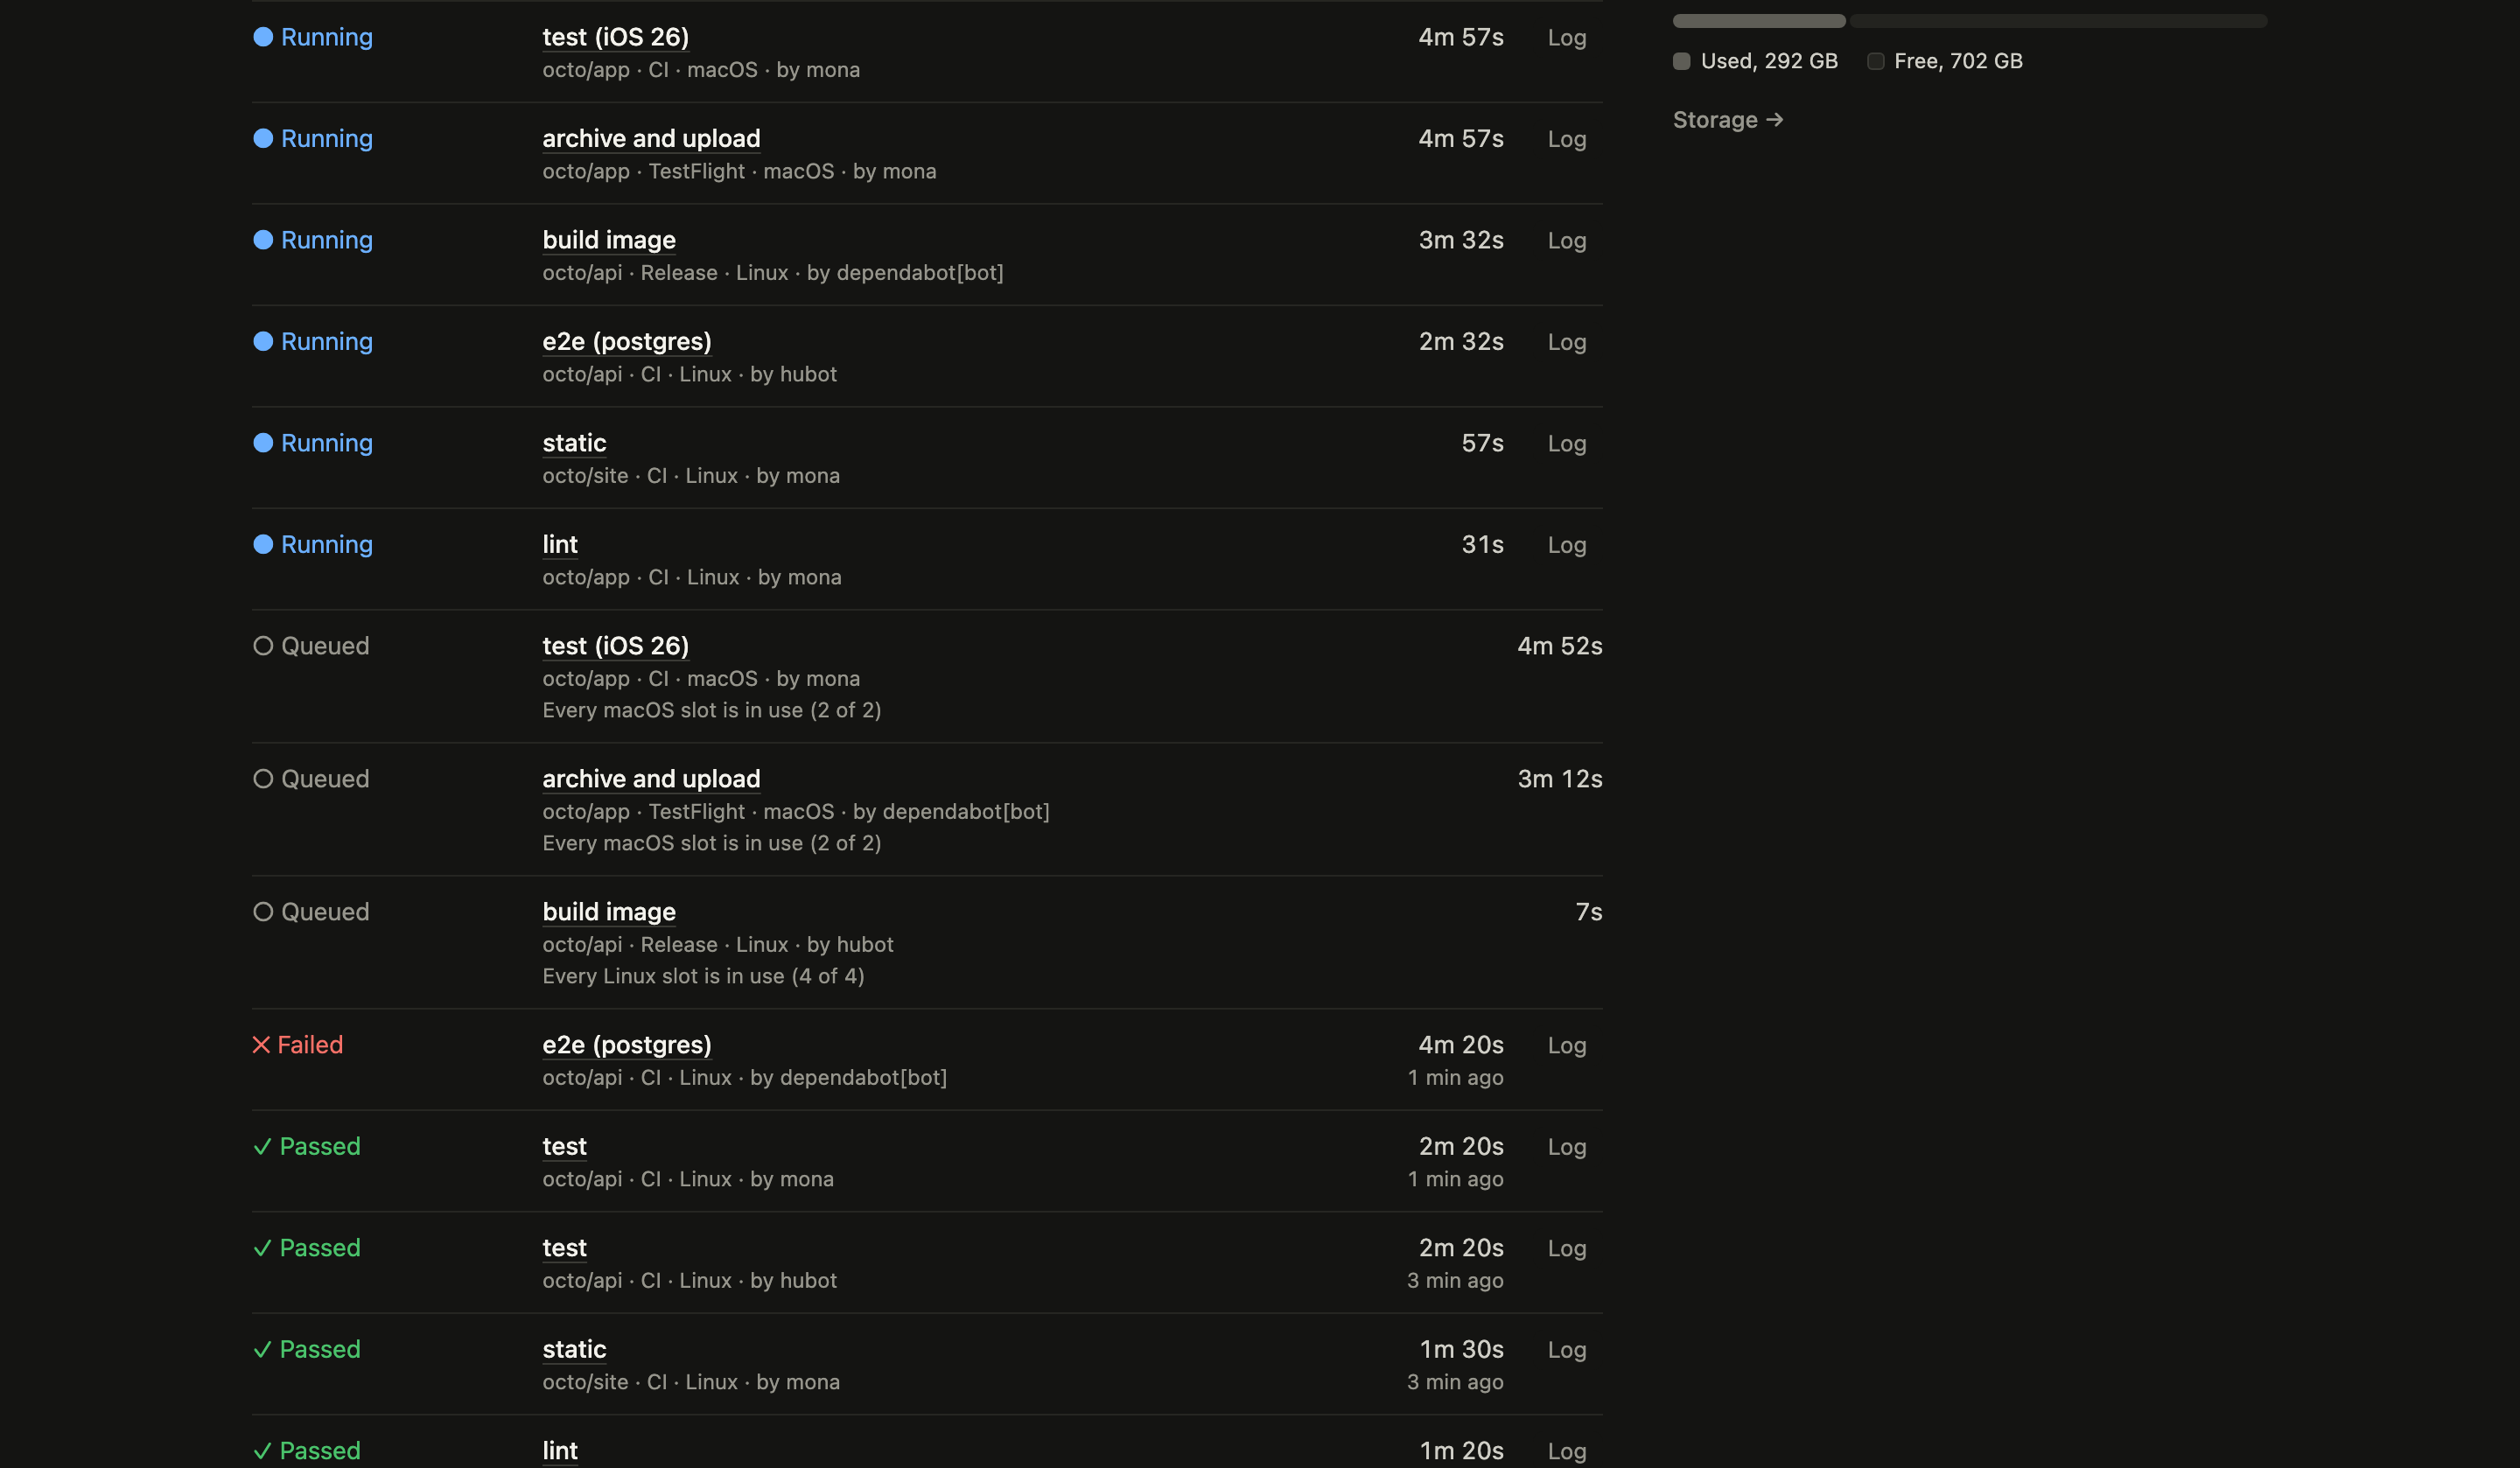 Running
test (iOS 26)
4m 57s
Log
octo/app · CI · macOS · by mona
Running
archive and upload
4m 57s
Log
octo/app · TestFlight · macOS · by mona
Running
build image
3m 32s
Log
octo/api · Release · Linux · by dependabot[bot]
Running
e2e (postgres)
2m 32s
Log
octo/api · CI · Linux · by hubot
Running
static
57s
Log
octo/site · CI · Linux · by mona
Running
lint
31s
Log
octo/app · CI · Linux · by mona
Queued
test (iOS 26)
4m 52s
octo/app · CI · macOS · by mona
Every macOS slot is in use (2 of 2)
Queued
archive and upload
3m 12s
octo/app · TestFlight · macOS · by dependabot[bot]
Every macOS slot is in use (2 of 2)
Queued
build image
7s
octo/api · Release · Linux · by hubot
Every Linux slot is in use (4 of 4)
Failed
e2e (postgres)
4m 20s
Log
octo/api · CI · Linux · by dependabot[bot]
1 min ago
Passed
test
2m 20s
Log
octo/api · CI · Linux · by mona
1 min ago
Passed
test
2m 20s
Log
octo/api · CI · Linux · by hubot
3 min ago
Passed
static
1m 30s
Log
octo/site · CI · Linux · by mona
3 min ago
Passed
lint
1m 20s
Log
Used, 292 GB
Free, 702 GB
Storage →